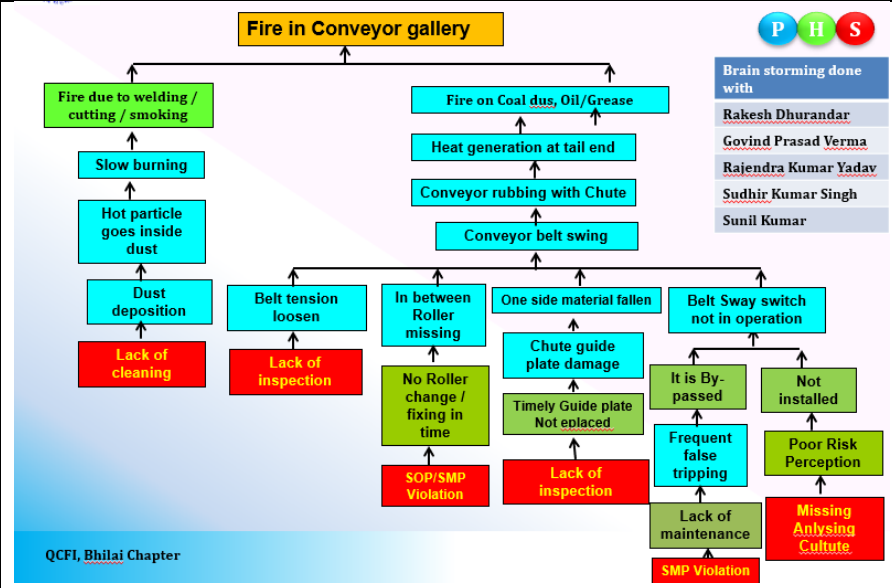 Fire in Conveyor gallery
P H S
Brain storming done
with
Rakesh Dhurandar
Govind Prasad Verma
Rajendra Kumar Yadav
Sudhir Kumar Singh
Sunil Kumar
Fire due to welding /
cutting / smoking
Fire on Coal dus, Oil/Grease
Slow burning
Heat generation at tail end
Hot particle
goes inside
dust
Conveyor rubbing with Chute
Conveyor belt swing
Dust
deposition
Belt tension
loosen
In between
Roller
missing
One side material fallen
Belt Sway switch
not in operation
Lack of
cleaning
Lack of
inspection
No Roller
change /
fixing in
time
Chute guide
plate damage
It is By-
passed
Not
installed
Timely Guide plate
Not eplaced
Frequent
false
tripping
Poor Risk
Perception
SOP/SMP
Violation
Lack of
inspection
Lack of
maintenance
Missing
Anlysing
Cultute
SMP Violation
QCFI, Bhilai Chapter